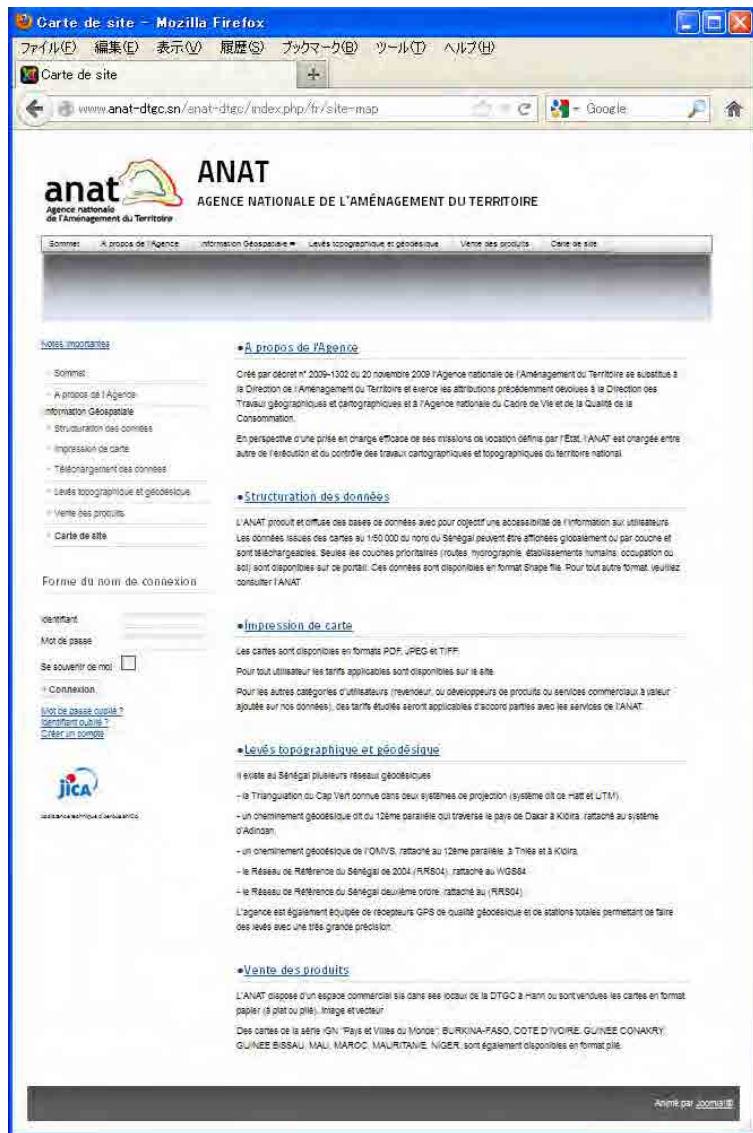 Carte de site - Mozilla Firefox
ファイル(F) 編集(E) 表示(V) 履歴(S) ブックマーク(B) ツール(T) ヘルプ(H)
Carte de site
www.anat-dtgc.sn/anat-dtgc/index.php/fr/site-map
Google
anat
Agence nationale
de l'Aménagement du Territoire
ANAT
AGENCE NATIONALE DE L'AMÉNAGEMENT DU TERRITOIRE
Sommet A propos de l'Agence Information Géospatiale Levés topographique et géodésique Vente des produits Carte de site
Notes importantes
Sommet
A propos de l'Agence
Information Géospatiale
Structuration des données
Impression de carte
Téléchargement des données
Levés topographique et géodésique
Vente des produits
Carte de site
Forme du nom de connexion
Identifiant
Mot de passe
Se souvenir de moi
Connexion
Mot de passe oublié ?
Identifiant oublié ?
Créer un compte
jica
•A propos de l'Agence
Créé par décret n° 2009-1302 du 20 novembre 2009 l'Agence nationale de l'Aménagement du Territoire se substitue à
la Direction de l'Aménagement du Territoire et exerce les attributions précédemment dévolues à la Direction des
Travaux géographiques et cartographiques et à l'Agence nationale du Cadre de Vie et de la Qualité de la
Consommation.
En perspective d'une prise en charge efficace de ses missions de vocation définis par l'Etat, l'ANAT est chargée entre
autre de l'exécution et du contrôle des travaux cartographiques et topographiques du territoire national.
•Structuration des données
L'ANAT produit et diffuse des bases de données avec pour objectif une accessibilité de l'information aux utilisateurs.
Les données issues des cartes au 1/50 000 du nord du Sénégal peuvent être affichées globalement ou par couche et
sont téléchargeables. Seules les couches prioritaires (routes, hydrographie, établissements humains, occupation du
sol) sont disponibles sur ce portail. Ces données sont disponibles en format Shape file. Pour tout autre format, veuillez
consulter l'ANAT.
•Impression de carte
Les cartes sont disponibles en formats PDF, JPEG et TIFF.
Pour tout utilisateur les tarifs applicables sont disponibles sur le site.
Pour les autres catégories d'utilisateurs (revendeur, ou développeurs de produits ou services commerciaux à valeur
ajoutée sur nos données), des tarifs étudiés seront applicables d'accord parties avec les services de l'ANAT.
•Levés topographique et géodésique
Il existe au Sénégal plusieurs réseaux géodésiques
- la Triangulation du Cap Vert connue dans deux systèmes de projection (système dit de Hatt et UTM).
- un cheminement géodésique dit du 12ème parallèle qui traverse le pays de Dakar à Kidira, rattaché au système
d'Adindan.
- un cheminement géodésique de l'OMVS, rattaché au 12ème parallèle, à Thiès et à Kidira.
- le Réseau de Référence du Sénégal de 2004 (RRS04), rattaché au WGS84
- le Réseau de Référence du Sénégal deuxième ordre, rattaché au (RRS04).
L'agence est également équipée de récepteurs GPS de qualité géodésique et de stations totales permettant de faire
des levés avec une très grande précision.
•Vente des produits
L'ANAT dispose d'un espace commercial sis dans ses locaux de la DTGC à Hann ou sont vendues les cartes en format
papier (à plat ou plié), image et vecteur
Des cartes de la série IGN "Pays et Villes du Monde": BURKINA-FASO, COTE D'IVOIRE, GUINEE CONAKRY,
GUINEE BISSAU, MALI, MAROC, MAURITANIE, NIGER, sont également disponibles en format plié.
Animé par Joomla!®